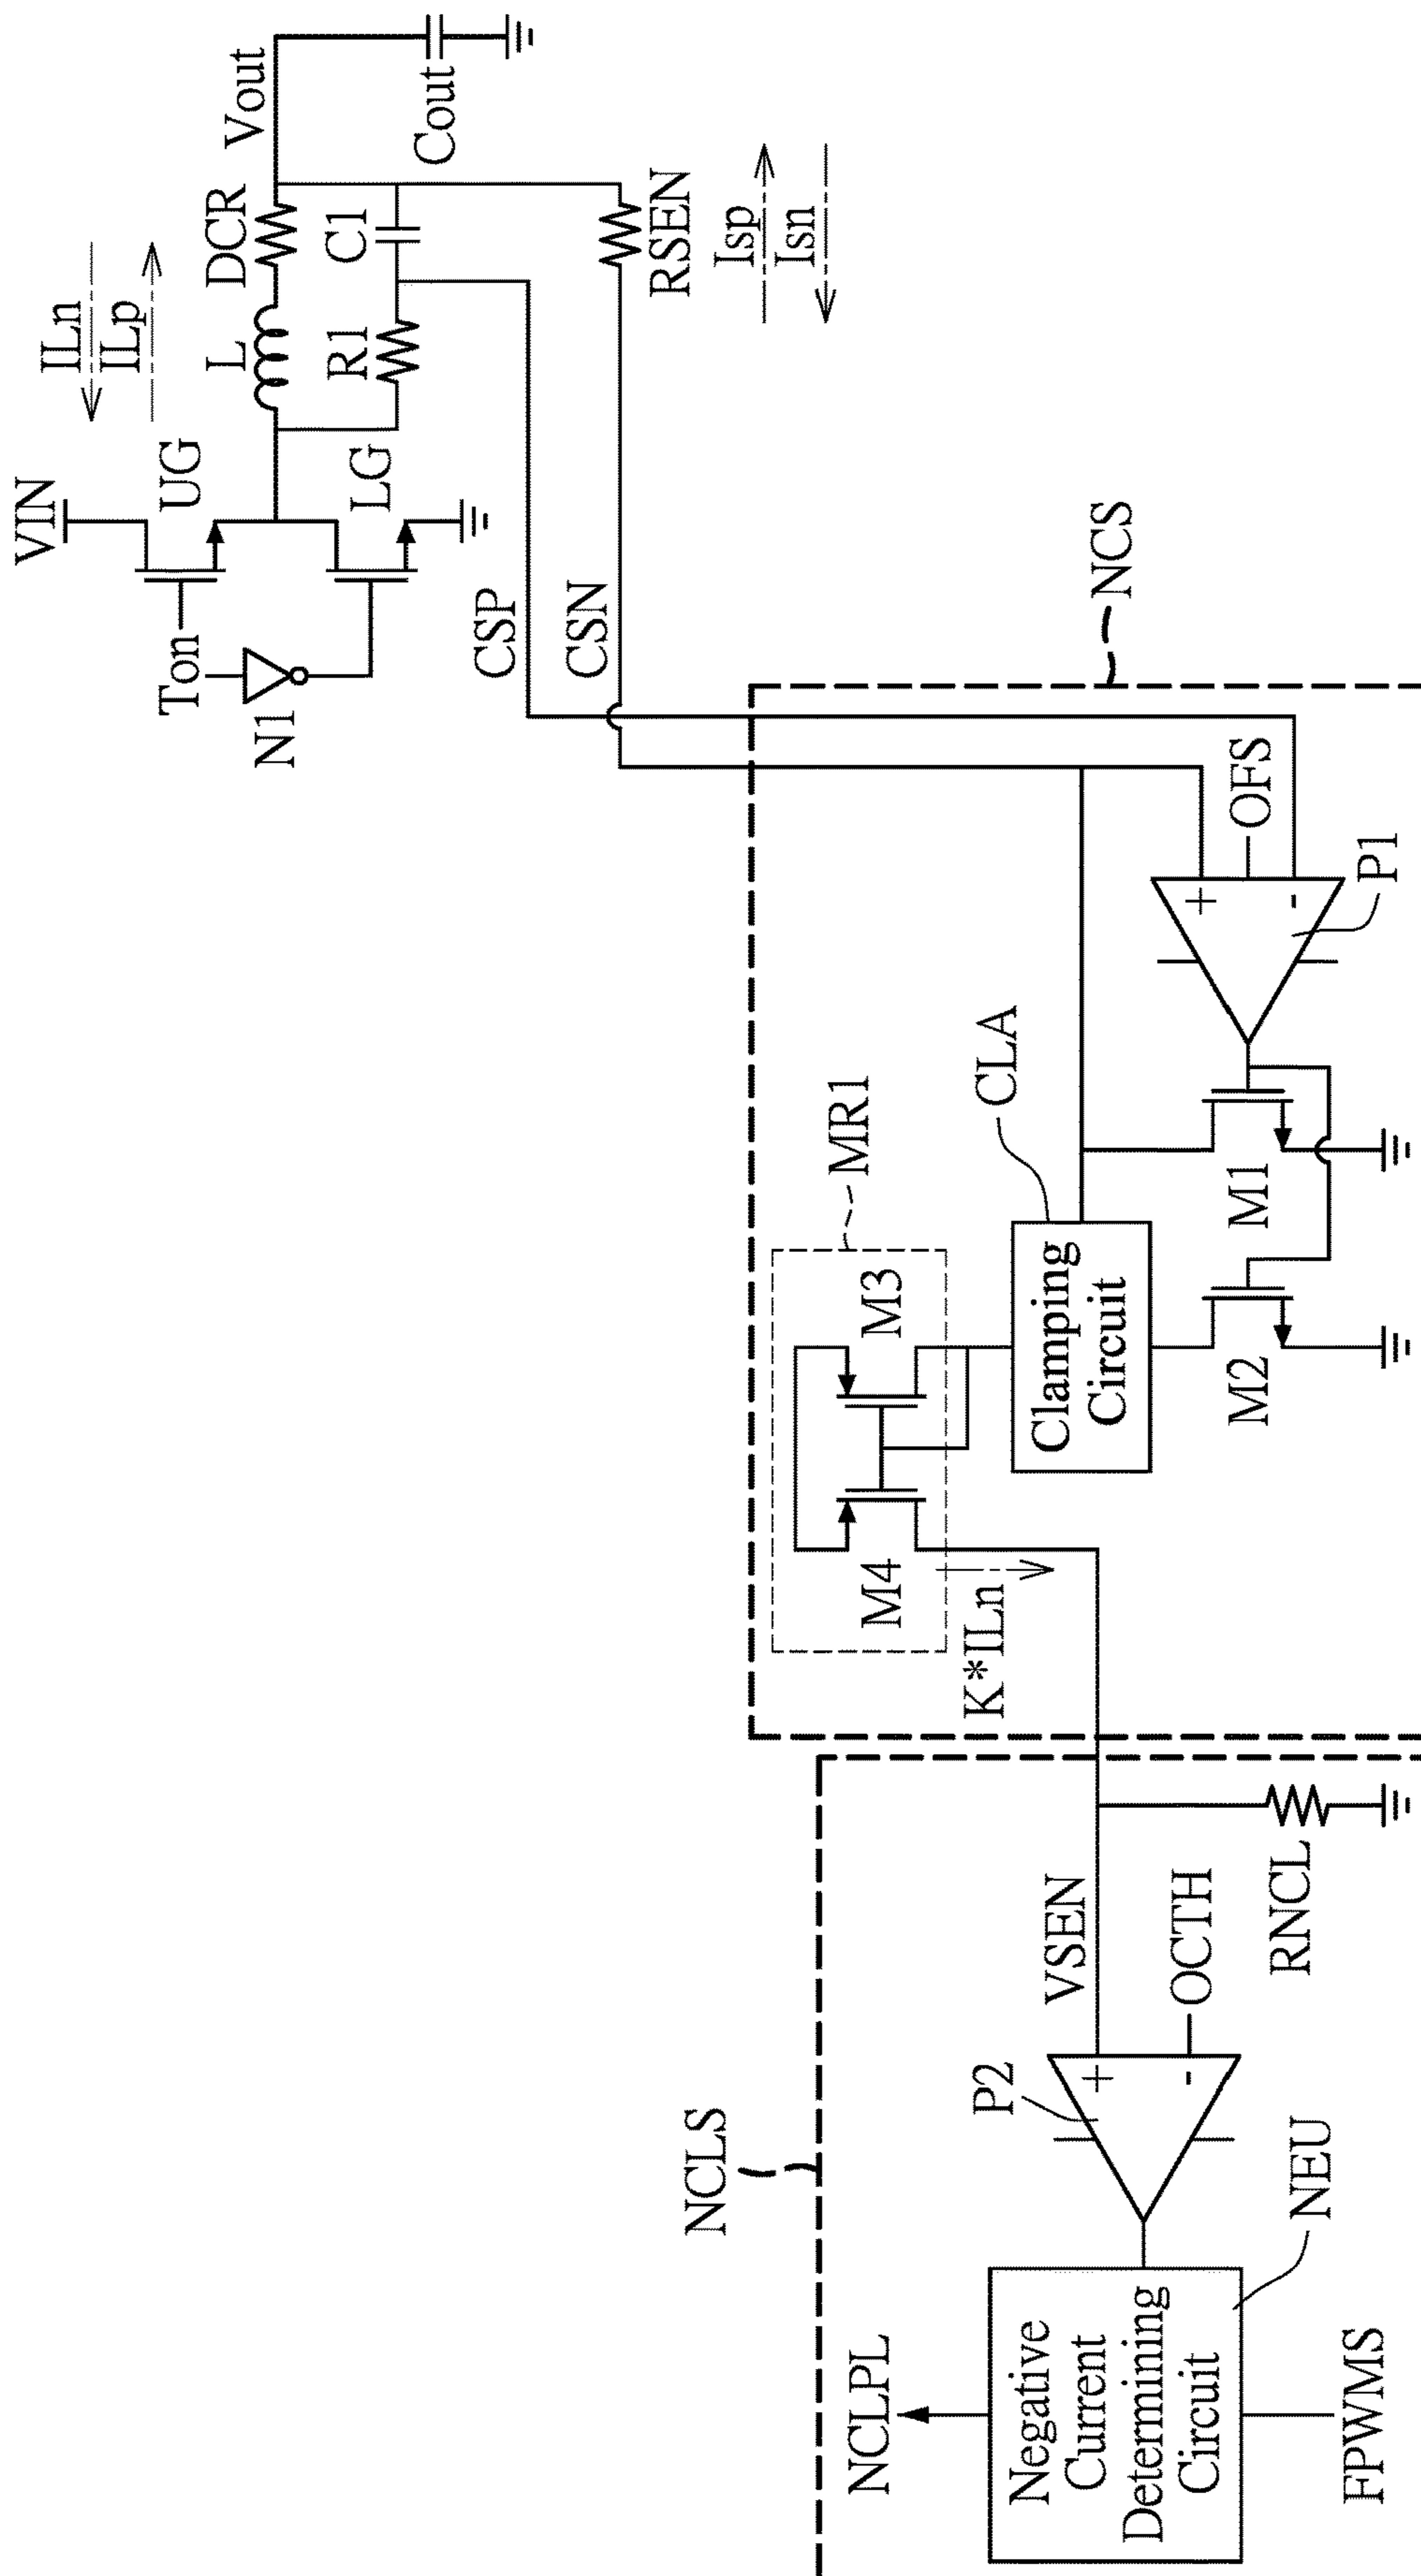 VIN
UG
Ton
N1
LG
ILn
ILp
L
DCR
Vout
R1
C1
Cout
CSP
CSN
RSEN
Isp
Isn
NCS
MR1
M4
M3
K*ILn
CLA
Clamping
Circuit
M2
M1
+
-
OFS
P1
NCLS
VSEN
OCTH
RNCL
P2
+
-
NCLPL
Negative
Current
Determining
Circuit
NEU
FPWMS